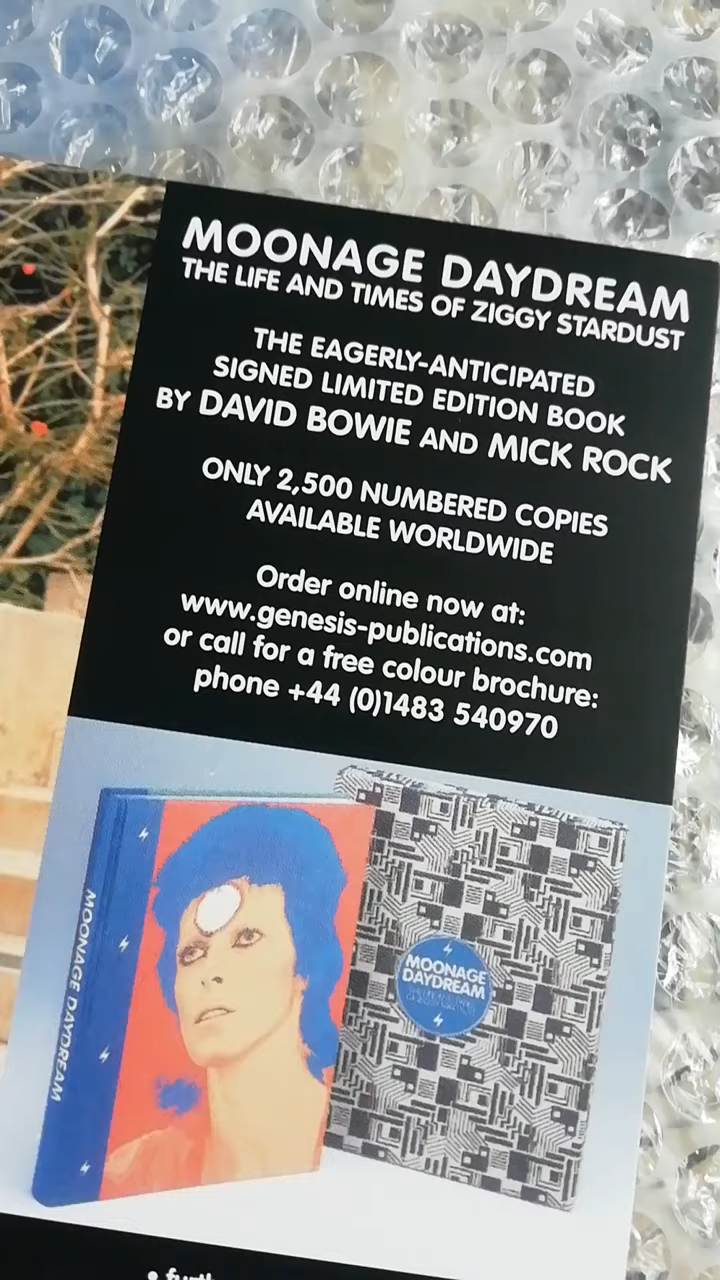 MOONAGE DAYDREAM
THE LIFE AND TIMES OF ZIGGY STARDUST
THE EAGERLY-ANTICIPATED
SIGNED LIMITED EDITION BOOK
BY DAVID BOWIE AND MICK ROCK
ONLY 2,500 NUMBERED COPIES
AVAILABLE WORLDWIDE
Order online now at:
www.genesis-publications.com
or call for a free colour brochure:
phone +44 (0)1483 540970
MOONAGE DAYDREAM
MOONAGE
DAYDREAM